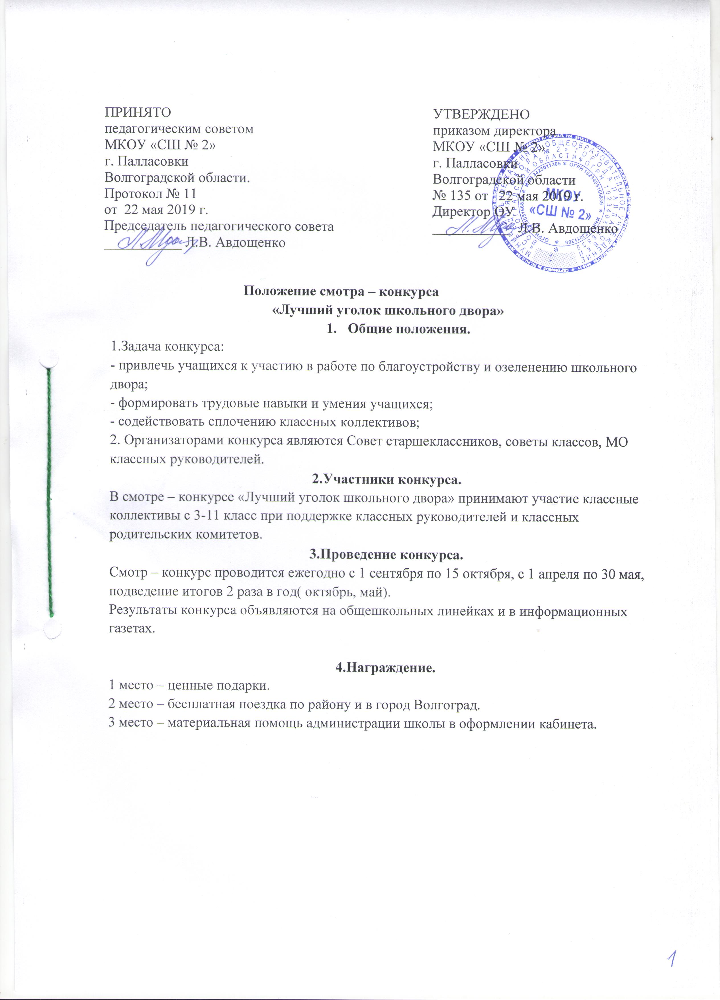 ПРИНЯТО
педагогическим советом
МКОУ «СШ № 2»
г. Палласовки
Волгоградской области.
Протокол № 11
от 22 мая 2019 г.
Председатель педагогического совета
____________ Л.В. Авдощенко
УТВЕРЖДЕНО
приказом директора
МКОУ «СШ № 2»
г. Палласовки
Волгоградской области
№ 135 от 22 мая 2019 г.
Директор ОУ
____________ Л.В. Авдощенко
МКОУ
«СШ № 2»
ИНН 3423011305 * ОГРН 1023405166839 *
Положение смотра – конкурса
«Лучший уголок школьного двора»
1. Общие положения.
1.Задача конкурса:
- привлечь учащихся к участию в работе по благоустройству и озеленению школьного
двора;
- формировать трудовые навыки и умения учащихся;
- содействовать сплочению классных коллективов;
2. Организаторами конкурса являются Совет старшеклассников, советы классов, МО
классных руководителей.
2.Участники конкурса.
В смотре – конкурсе «Лучший уголок школьного двора» принимают участие классные
коллективы с 3-11 класс при поддержке классных руководителей и классных
родительских комитетов.
3.Проведение конкурса.
Смотр – конкурс проводится ежегодно с 1 сентября по 15 октября, с 1 апреля по 30 мая,
подведение итогов 2 раза в год( октябрь, май).
Результаты конкурса объявляются на общешкольных линейках и в информационных
газетах.
4.Награждение.
1 место – ценные подарки.
2 место – бесплатная поездка по району и в город Волгоград.
3 место – материальная помощь администрации школы в оформлении кабинета.
1